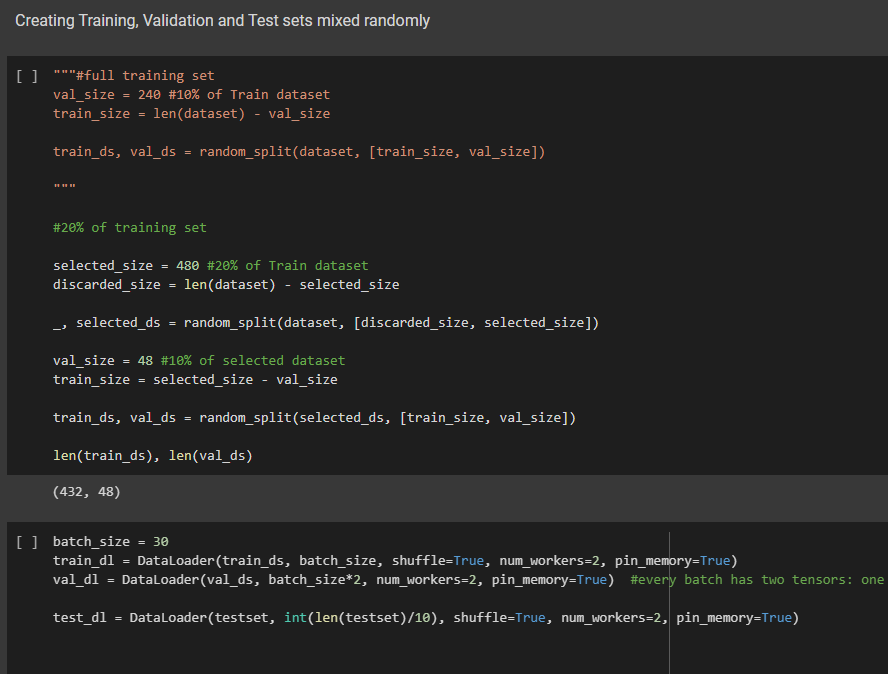 Creating Training, Validation and Test sets mixed randomly
[ ] """#full training set
val_size = 240 #10% of Train dataset
train_size = len(dataset) - val_size
train_ds, val_ds = random_split(dataset, [train_size, val_size])
"""
#20% of training set
selected_size = 480 #20% of Train dataset
discarded_size = len(dataset) - selected_size
_, selected_ds = random_split(dataset, [discarded_size, selected_size])
val_size = 48 #10% of selected dataset
train_size = selected_size - val_size
train_ds, val_ds = random_split(selected_ds, [train_size, val_size])
len(train_ds), len(val_ds)
(432, 48)
[ ] batch_size = 30
train_dl = DataLoader(train_ds, batch_size, shuffle=True, num_workers=2, pin_memory=True)
val_dl = DataLoader(val_ds, batch_size*2, num_workers=2, pin_memory=True)  #every batch has two tensors: one
test_dl = DataLoader(testset, int(len(testset)/10), shuffle=True, num_workers=2, pin_memory=True)